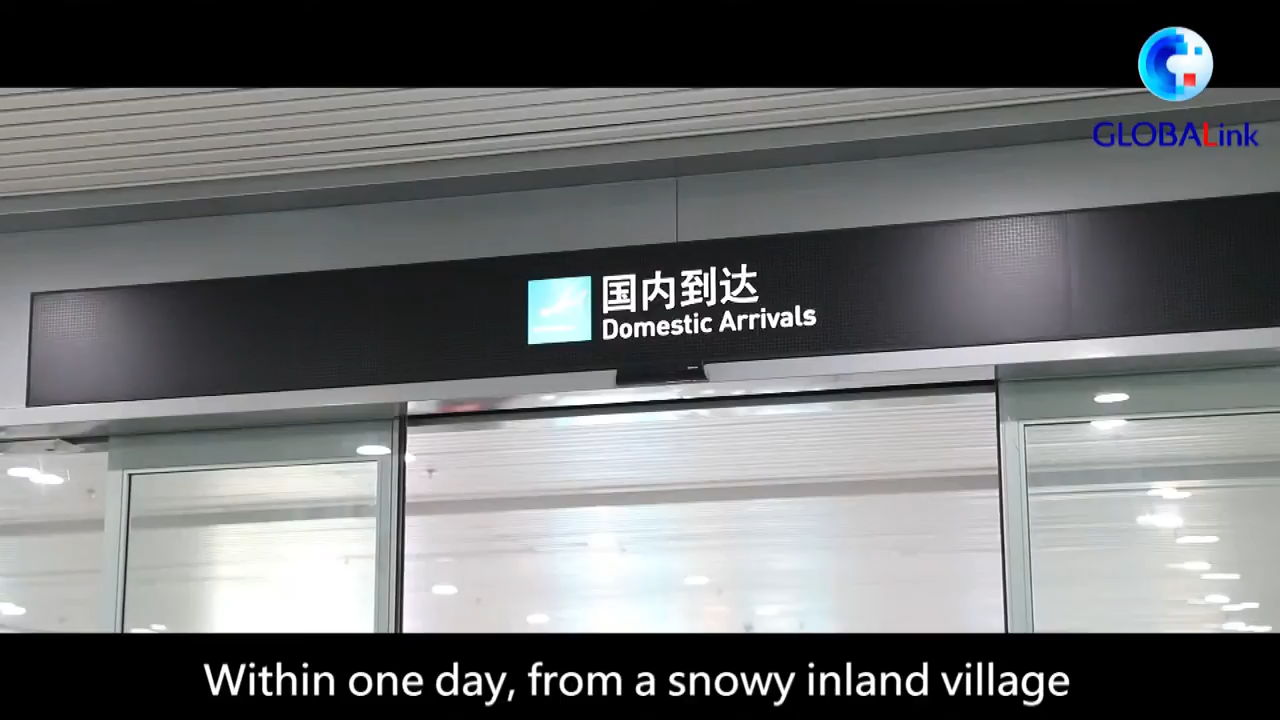 GLOBALink
国内到达
Domestic Arrivals
Within one day, from a snowy inland village